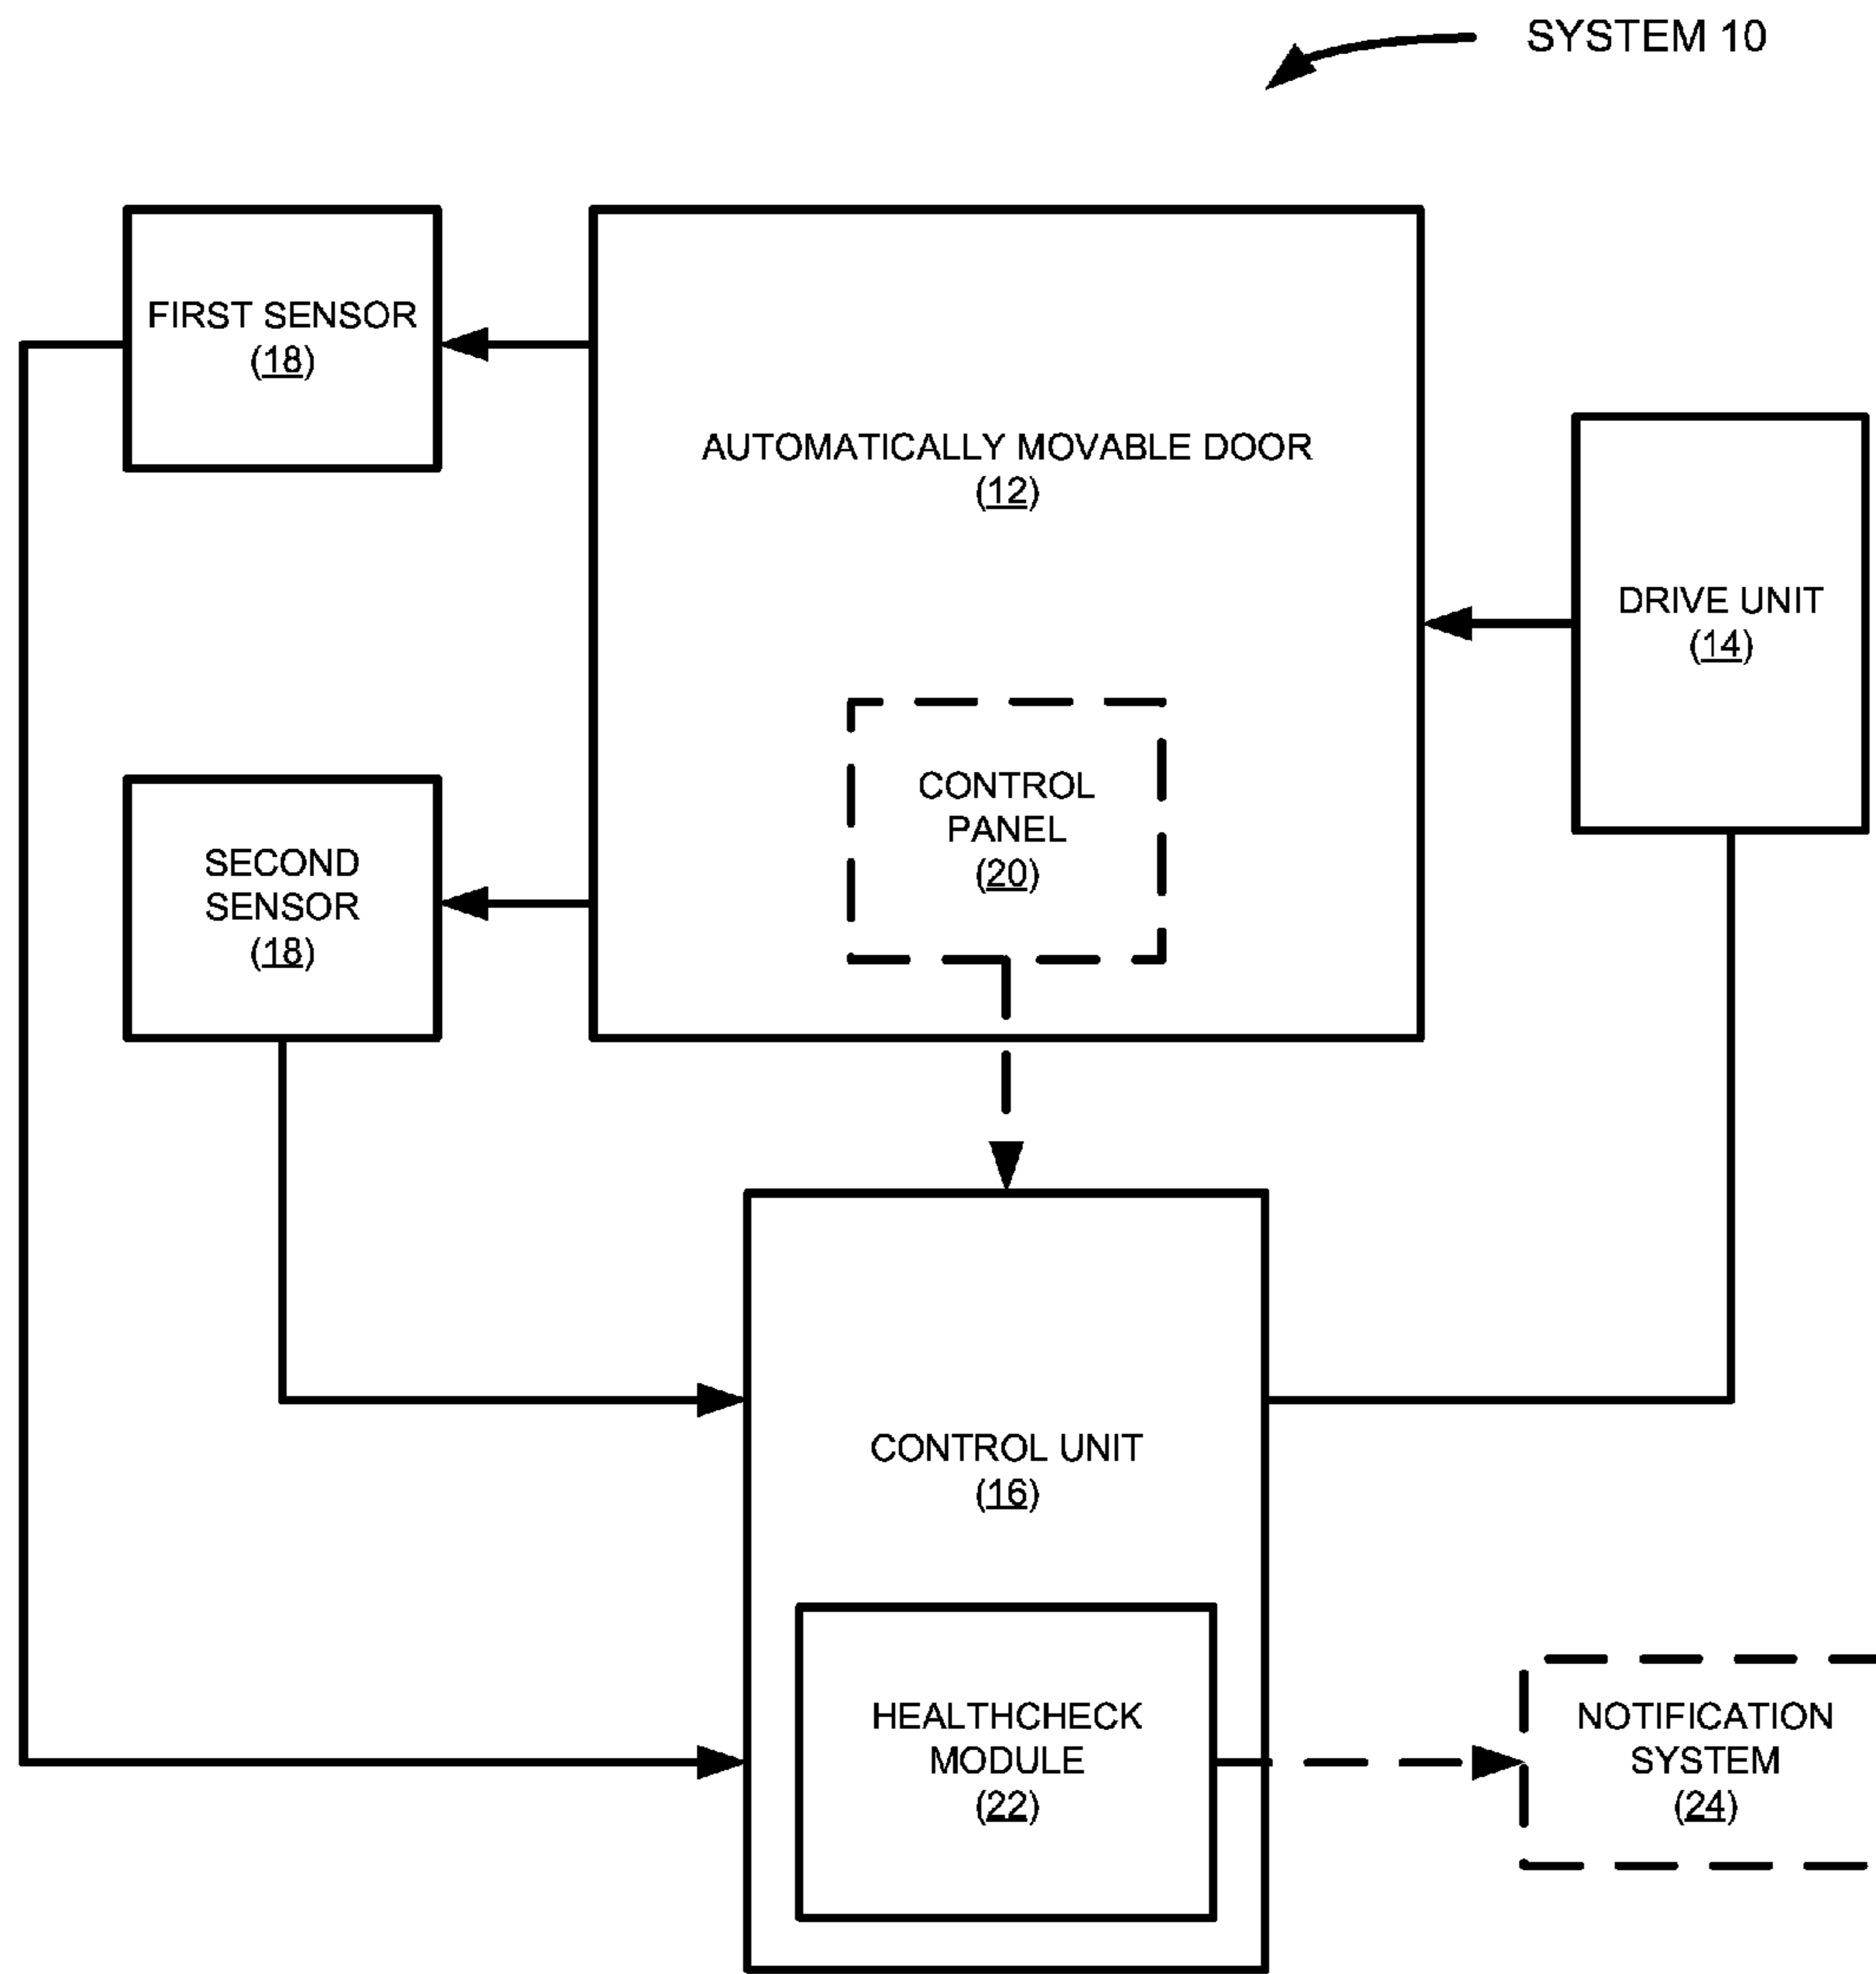 SYSTEM 10
FIRST SENSOR
(18)
AUTOMATICALLY MOVABLE DOOR
(12)
DRIVE UNIT
(14)
CONTROL
PANEL
(20)
SECOND
SENSOR
(18)
CONTROL UNIT
(16)
HEALTHCHECK
MODULE
(22)
NOTIFICATION
SYSTEM
(24)